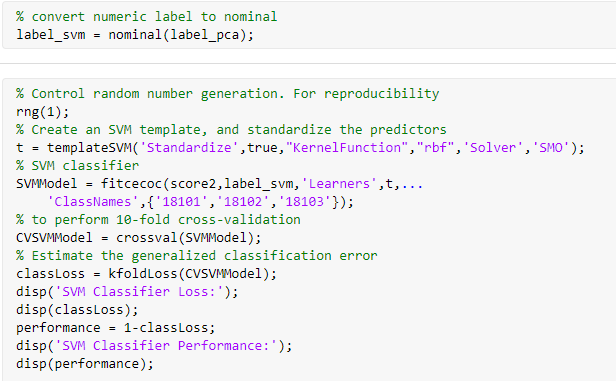 % convert numeric label to nominal
label_svm = nominal(label_pca);
% Control random number generation. For reproducibility
rng(1);
% Create an SVM template, and standardize the predictors
t = templateSVM('Standardize',true,"KernelFunction","rbf",'Solver','SMO');
% SVM classifier
SVMModel = fitcecoc(score2,label_svm,'Learners',t,...
'ClassNames',{'18101','18102','18103'});
% to perform 10-fold cross-validation
CVSVMModel = crossval(SVMModel);
% Estimate the generalized classification error
classLoss = kfoldLoss(CVSVMModel);
disp('SVM Classifier Loss:');
disp(classLoss);
performance = 1-classLoss;
disp('SVM Classifier Performance:');
disp(performance);